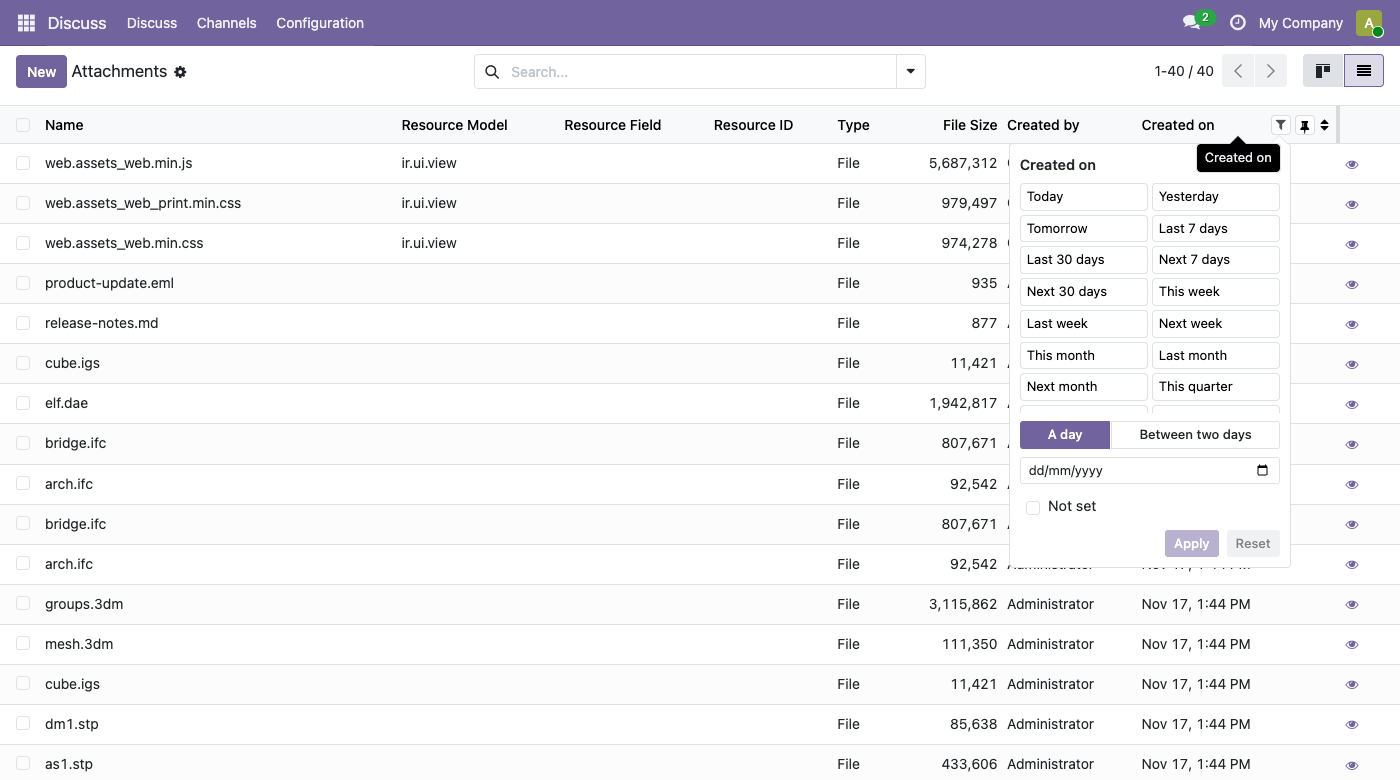 Discuss Discuss Channels Configuration 2 My Company A
New Attachments Search... 1-40 / 40
Name Resource Model Resource Field Resource ID Type File Size Created by Created on
Created on
web.assets_web.min.js ir.ui.view File 5,687,312
web.assets_web_print.min.css ir.ui.view File 979,497
web.assets_web.min.css ir.ui.view File 974,278
product-update.eml File 935
release-notes.md File 877
cube.igs File 11,421
elf.dae File 1,942,817
bridge.ifc File 807,671
arch.ifc File 92,542
bridge.ifc File 807,671
arch.ifc File 92,542
groups.3dm File 3,115,862 Administrator Nov 17, 1:44 PM
mesh.3dm File 111,350 Administrator Nov 17, 1:44 PM
cube.igs File 11,421 Administrator Nov 17, 1:44 PM
dm1.stp File 85,638 Administrator Nov 17, 1:44 PM
as1.stp File 433,606 Administrator Nov 17, 1:44 PM
Created on
Today Yesterday
Tomorrow Last 7 days
Last 30 days Next 7 days
Next 30 days This week
Last week Next week
This month Last month
Next month This quarter
A day Between two days
dd/mm/yyyy
Not set
Apply Reset